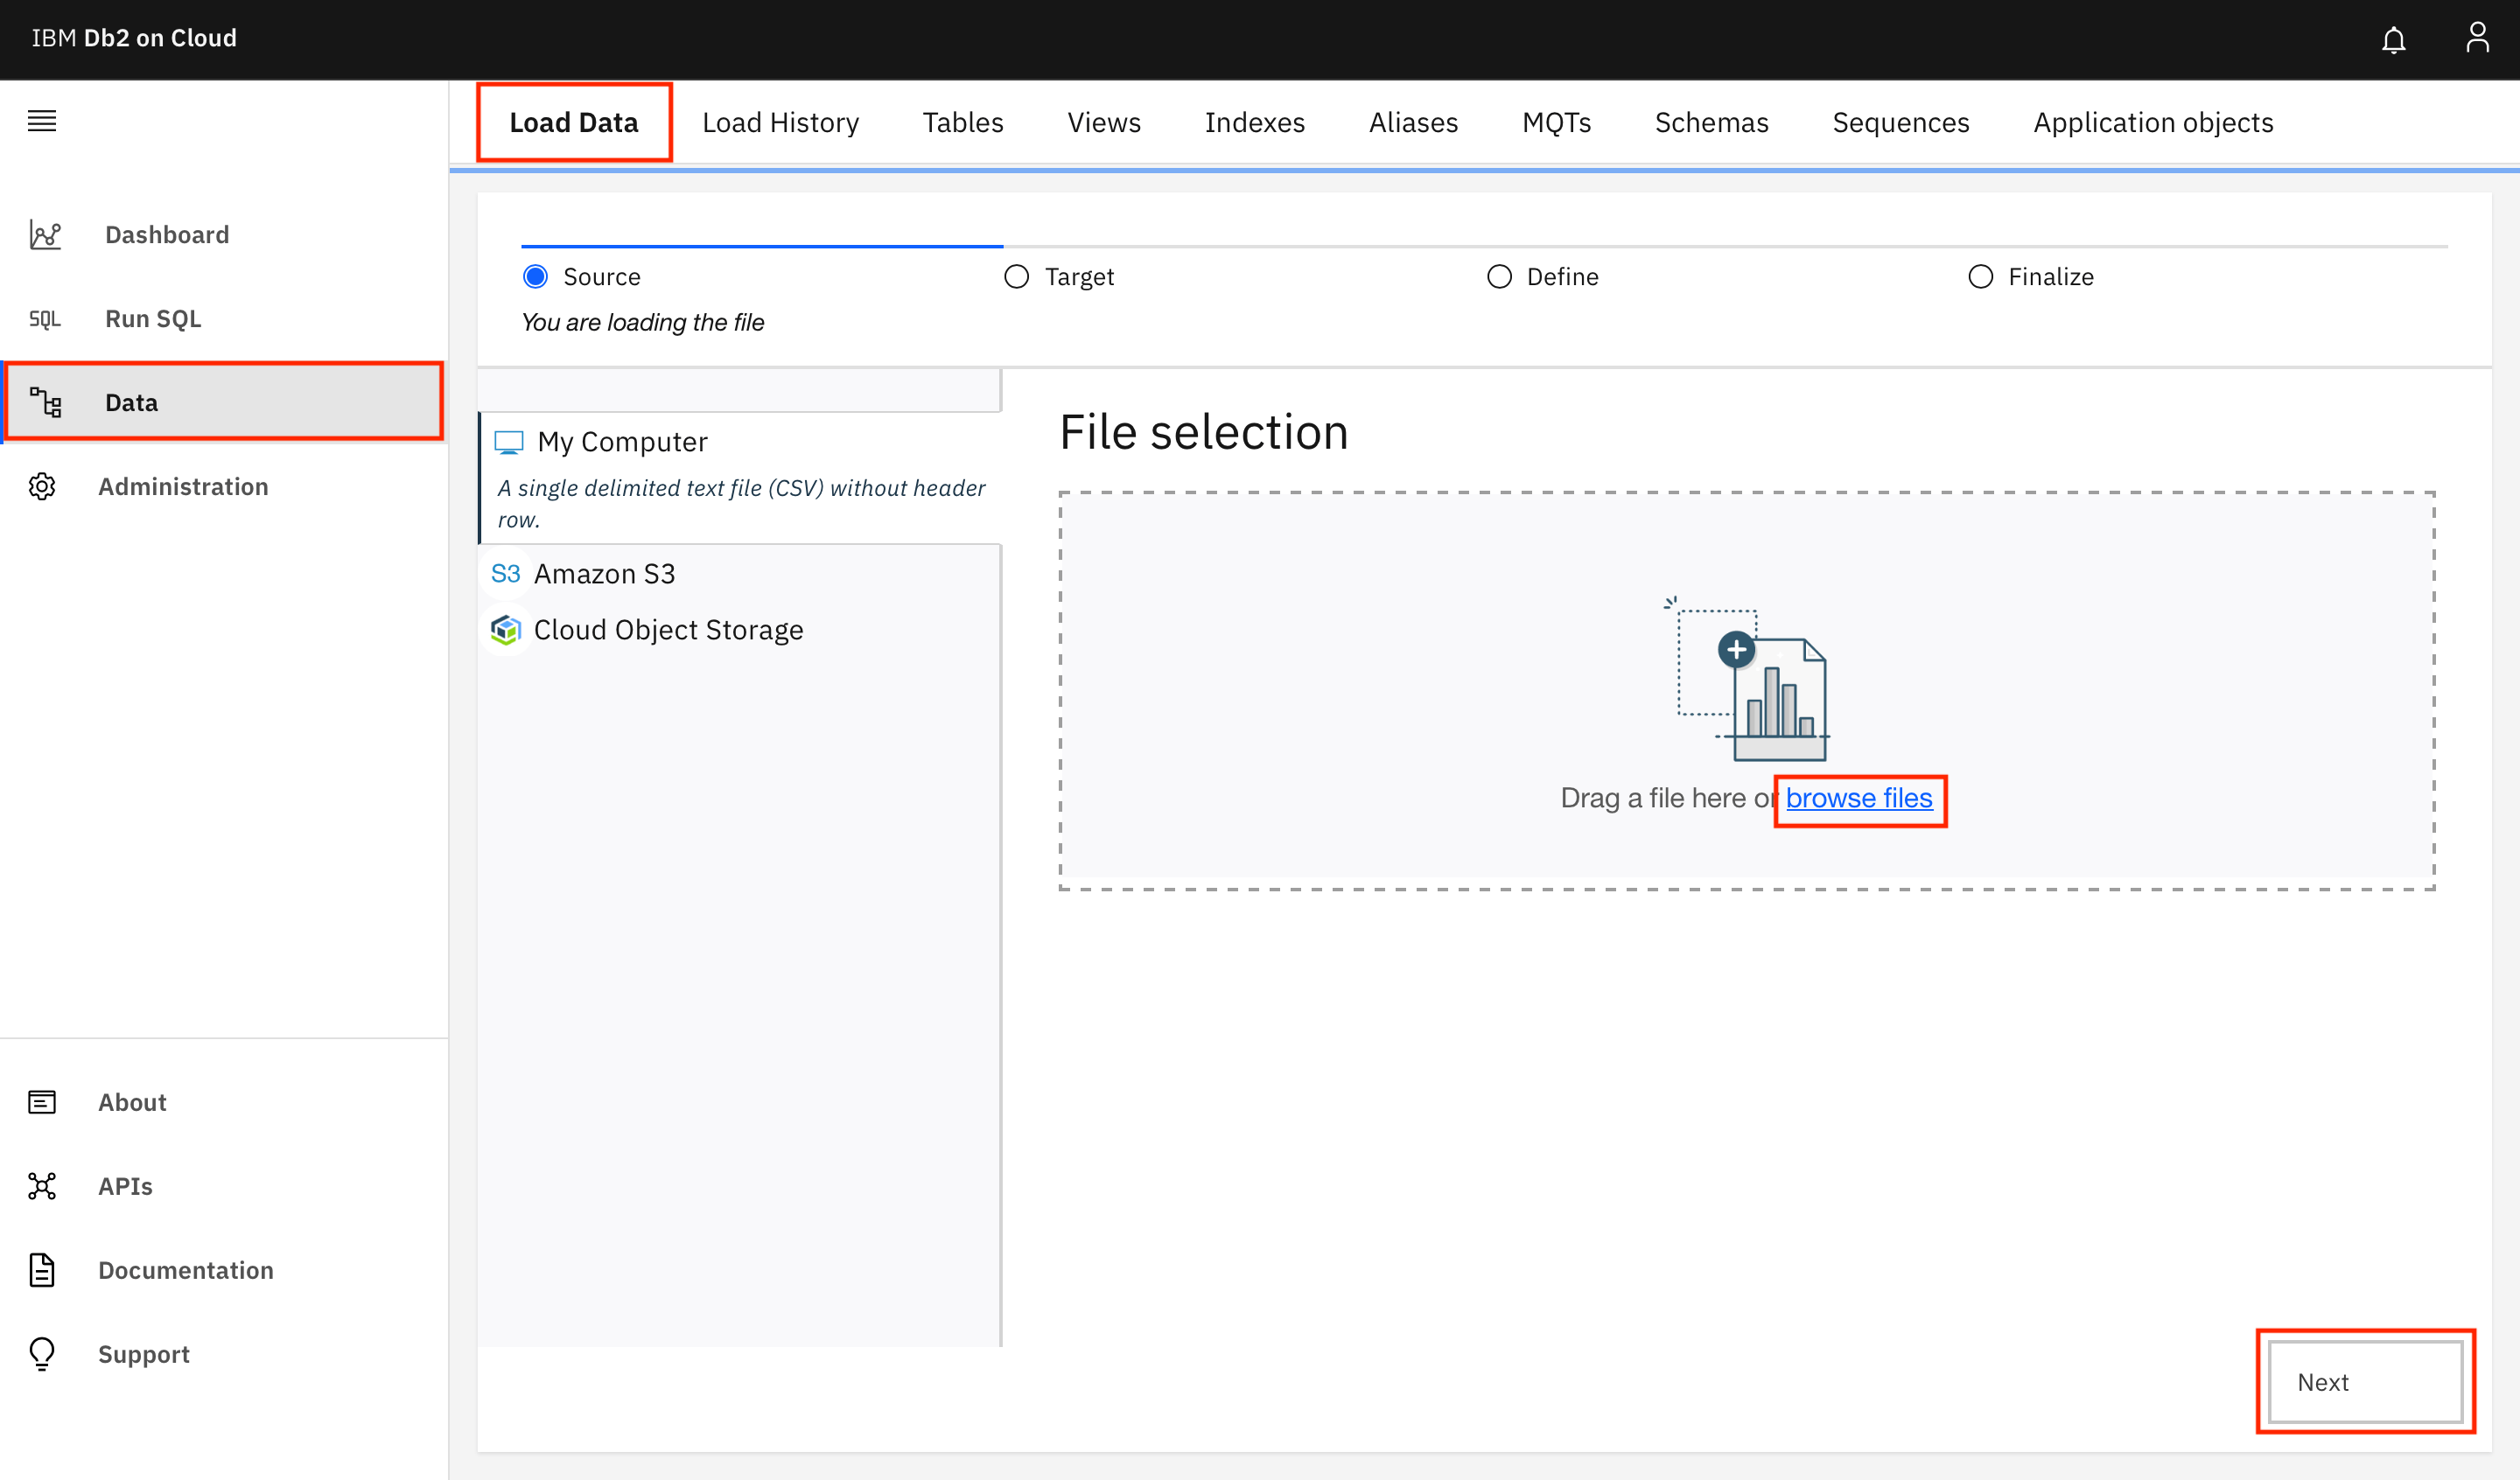 IBM Db2 on Cloud
Load Data Load History Tables Views Indexes Aliases MQTs Schemas Sequences Application objects
Dashboard
SQL Run SQL
Data
Administration
About
APIs
Documentation
Support
Source Target Define Finalize
You are loading the file
My Computer
A single delimited text file (CSV) without header
row.
S3 Amazon S3
Cloud Object Storage
File selection
Drag a file here or browse files
Next